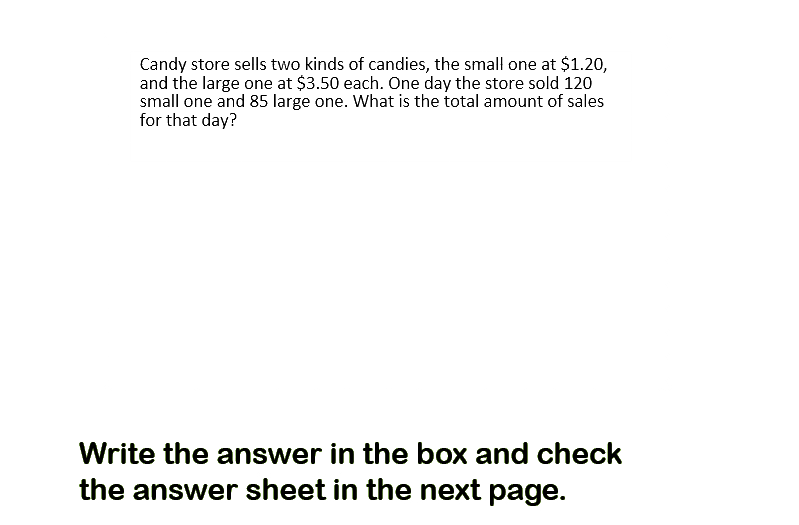 Candy store sells two kinds of candies, the small one at $1.20,
and the large one at $3.50 each. One day the store sold 120
small one and 85 large one. What is the total amount of sales
for that day?
Write the answer in the box and check
the answer sheet in the next page.